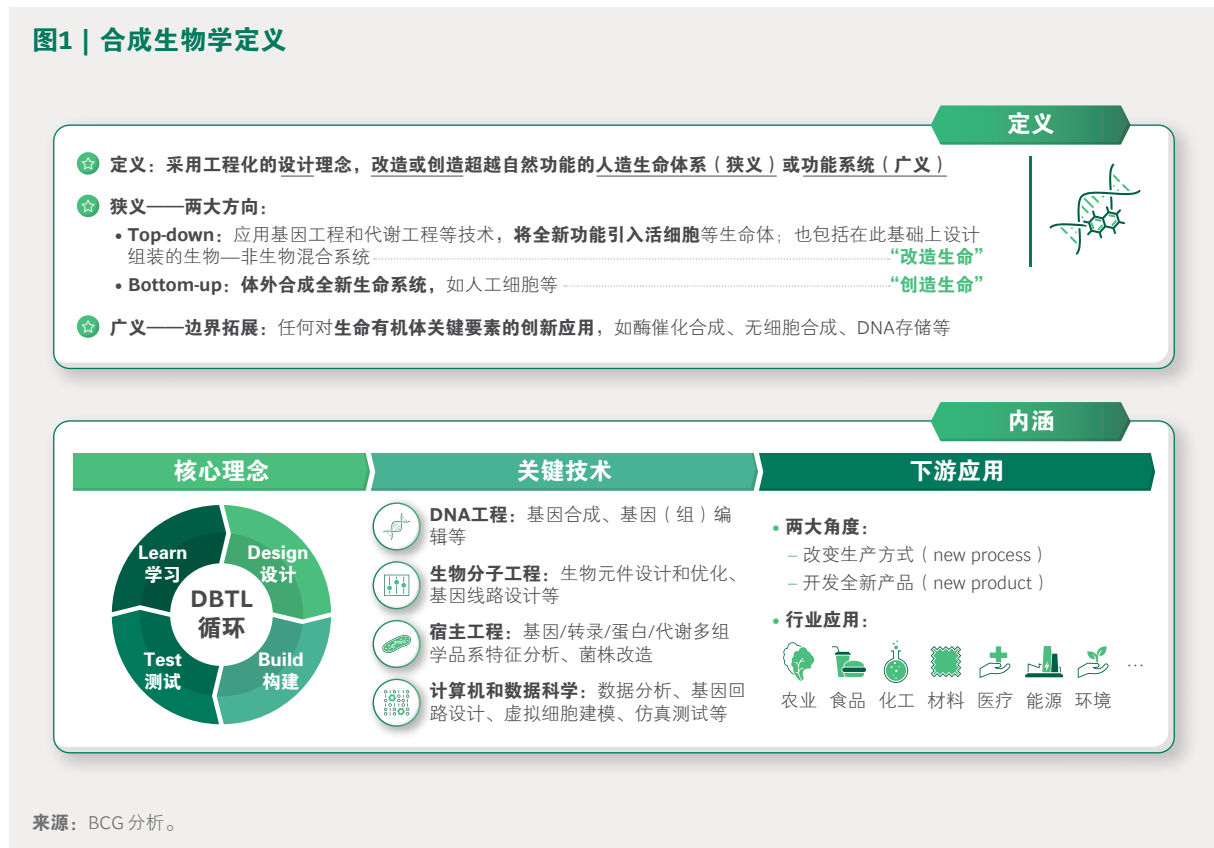 图1 | 合成生物学定义
定义
定义：采用工程化的设计理念，改造或创造超越自然功能的人造生命体系（狭义）或功能系统（广义）
狭义——两大方向：
• Top-down：应用基因工程和代谢工程等技术，将全新功能引入活细胞等生命体；也包括在此基础上设计
组装的生物—非生物混合系统 “改造生命”
• Bottom-up：体外合成全新生命系统，如人工细胞等 “创造生命”
广义——边界拓展：任何对生命有机体关键要素的创新应用，如酶催化合成、无细胞合成、DNA存储等
内涵
核心理念
Learn
学习
Design
设计
DBTL
循环
Test
测试
Build
构建
关键技术
DNA工程：基因合成、基因（组）编
辑等
生物分子工程：生物元件设计和优化、
基因线路设计等
宿主工程：基因/转录/蛋白/代谢多组
学品系特征分析、菌株改造
计算机和数据科学：数据分析、基因回
路设计、虚拟细胞建模、仿真测试等
下游应用
• 两大角度：
– 改变生产方式（new process）
– 开发全新产品（new product）
• 行业应用：
农业 食品 化工 材料 医疗 能源 环境 …
来源：BCG 分析。